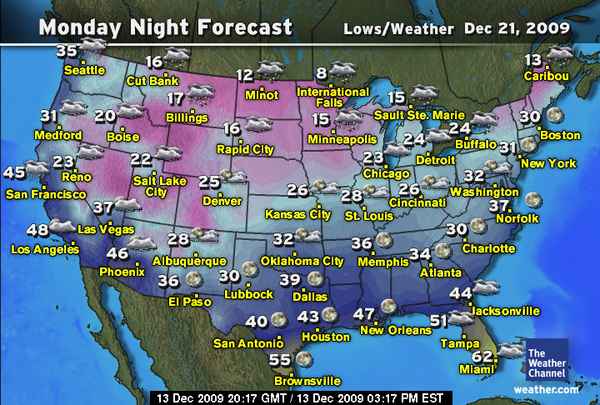 Monday Night Forecast
Lows/Weather Dec 21, 2009
35
Seattle
16
Cut Bank
12
Minot
8
International
Falls
13
Caribou
17
Billings
15
Sault Ste. Marie
31
Medford
20
Boise
16
Rapid City
15
Minneapolis
24
Detroit
24
Buffalo
30
Boston
31
New York
45
San Francisco
23
Reno
22
Salt Lake
City
25
Denver
26
Kansas City
28
St. Louis
23
Chicago
26
Cincinnati
32
Washington
37
Norfolk
48
Los Angeles
37
Las Vegas
46
Phoenix
28
Albuquerque
32
Oklahoma City
36
Memphis
34
Atlanta
30
Charlotte
36
El Paso
30
Lubbock
39
Dallas
40
San Antonio
43
Houston
47
New Orleans
44
Jacksonville
51
Tampa
62
Miami
55
Brownsville
The
Weather
Channel
weather.com
13 Dec 2009 20:17 GMT / 13 Dec 2009 03:17 PM EST